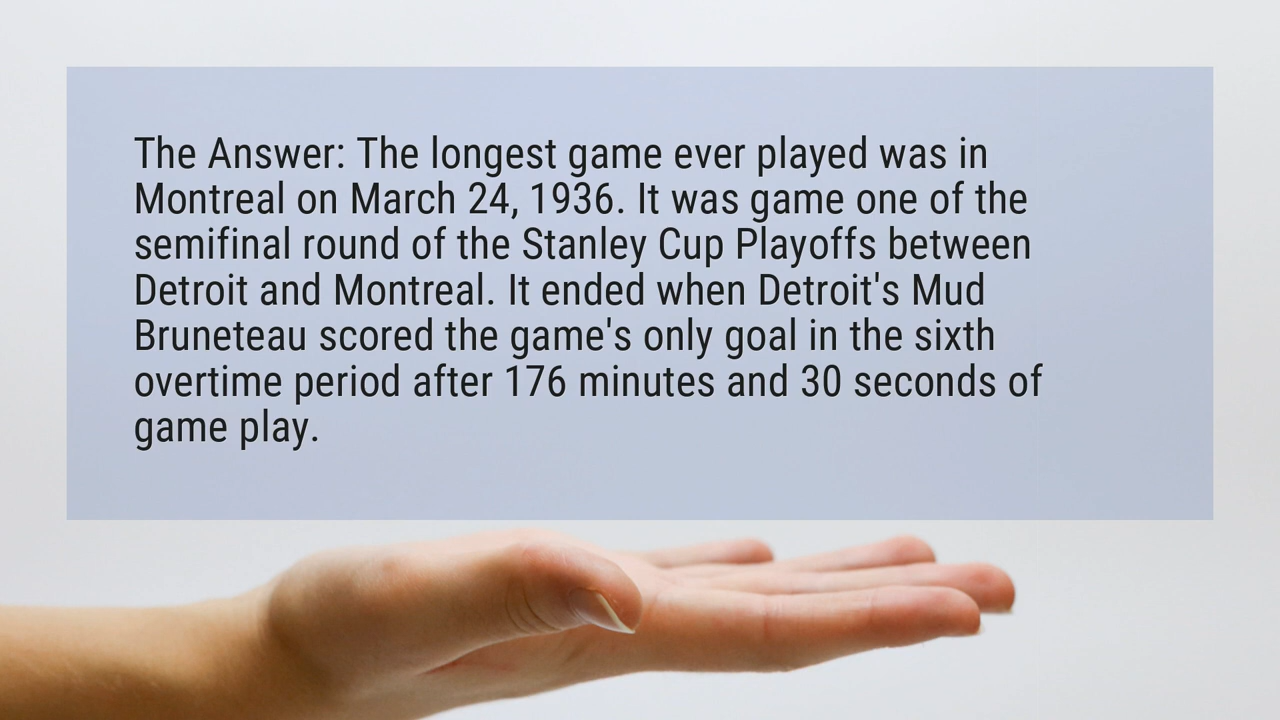 The Answer: The longest game ever played was in
Montreal on March 24, 1936. It was game one of the
semifinal round of the Stanley Cup Playoffs between
Detroit and Montreal. It ended when Detroit's Mud
Bruneteau scored the game's only goal in the sixth
overtime period after 176 minutes and 30 seconds of
game play.